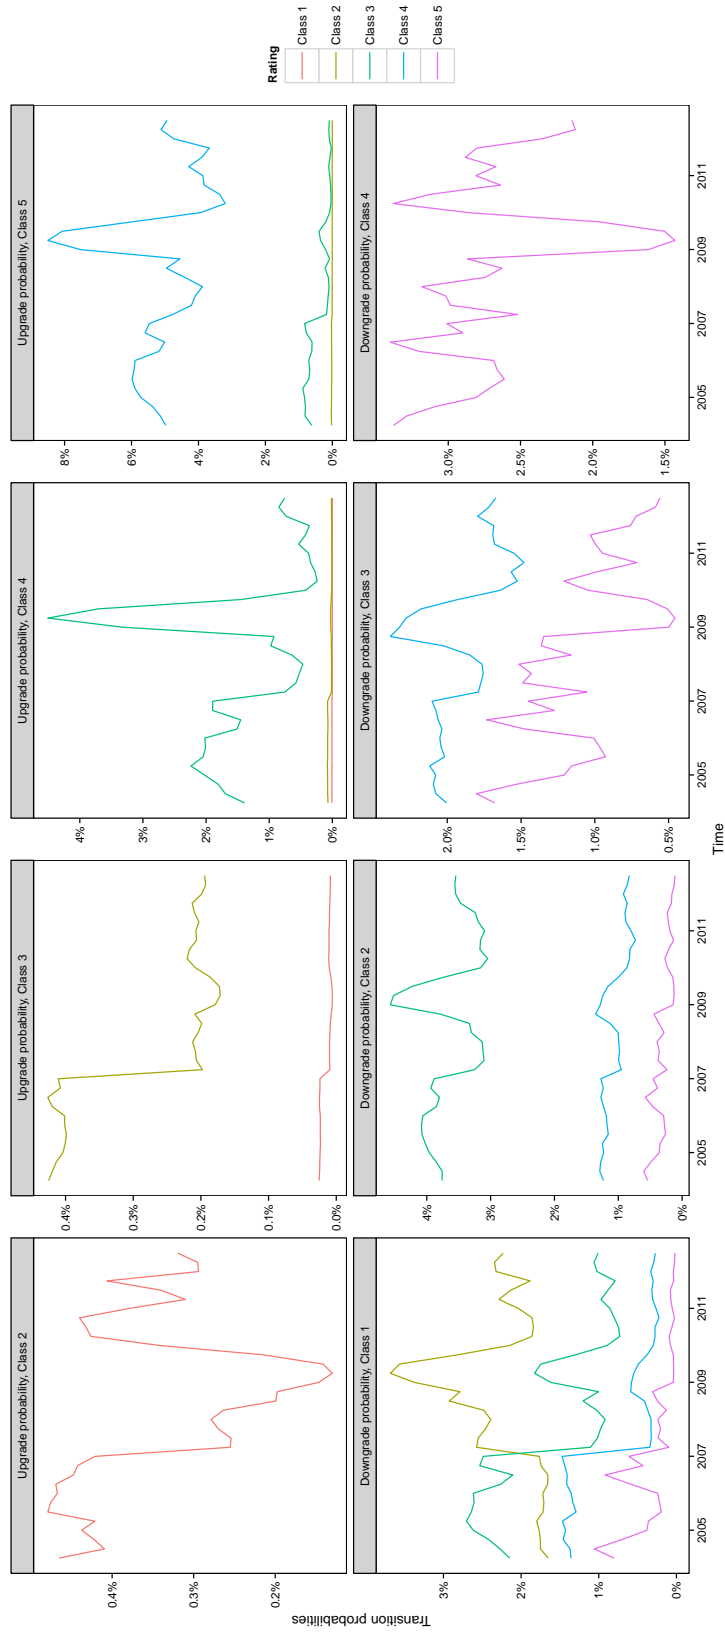 Upgrade probability, Class 2
Upgrade probability, Class 3
Upgrade probability, Class 4
Upgrade probability, Class 5
0.4%
0.3%
0.2%
0.4%
0.3%
0.2%
0.1%
0.0%
4%
3%
2%
1%
0%
8%
6%
4%
2%
0%
Downgrade probability, Class 1
Downgrade probability, Class 2
Downgrade probability, Class 3
Downgrade probability, Class 4
3%
2%
1%
0%
4%
3%
2%
1%
0%
2.0%
1.5%
1.0%
0.5%
3.0%
2.5%
2.0%
1.5%
2005 2007 2009 2011
2005 2007 2009 2011
2005 2007 2009 2011
2005 2007 2009 2011
Time
Transition probabilities
Rating
Class 1
Class 2
Class 3
Class 4
Class 5